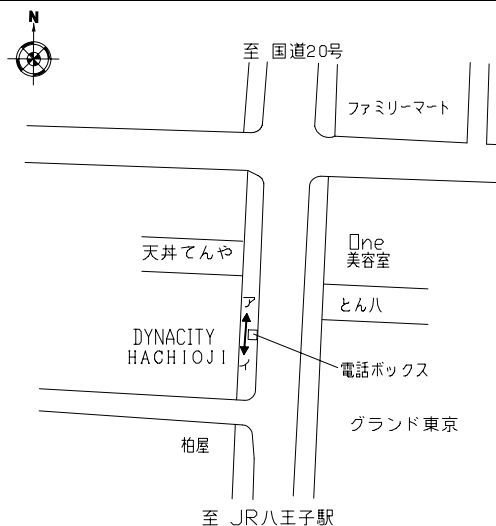 N
至 国道20号
ファミリーマート
天丼てんや
One
美容室
ア
とん八
DYNACITY
HACHIOJI
イ
電話ボックス
グランド東京
柏屋
至 JR八王子駅